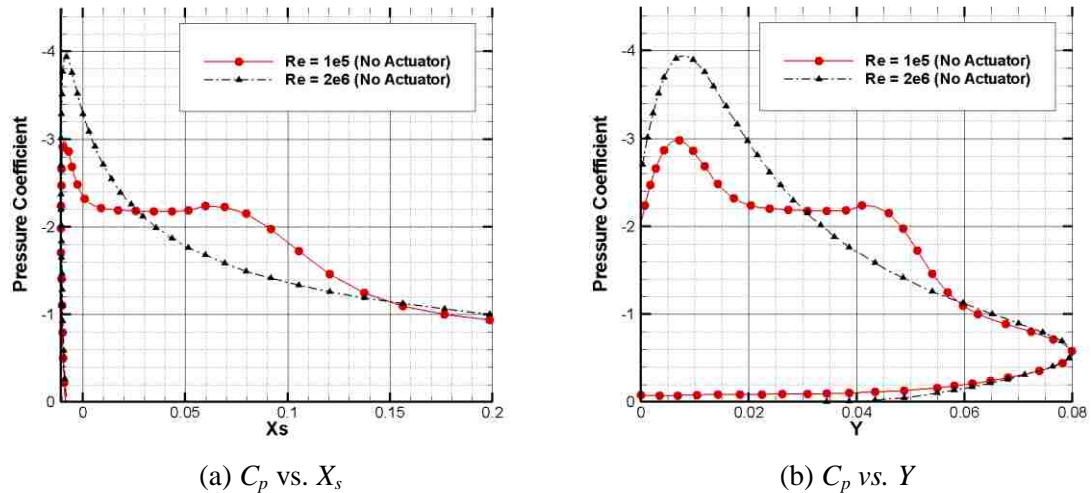 Pressure Coefficient
-4
-3
-2
-1
0
Re = 1e5 (No Actuator)
Re = 2e6 (No Actuator)
0 0.05 0.1 0.15 0.2
Xs
(a) Cp vs. Xs
Pressure Coefficient
-4
-3
-2
-1
0
Re = 1e5 (No Actuator)
Re = 2e6 (No Actuator)
0 0.02 0.04 0.06 0.08
Y
(b) Cp vs. Y